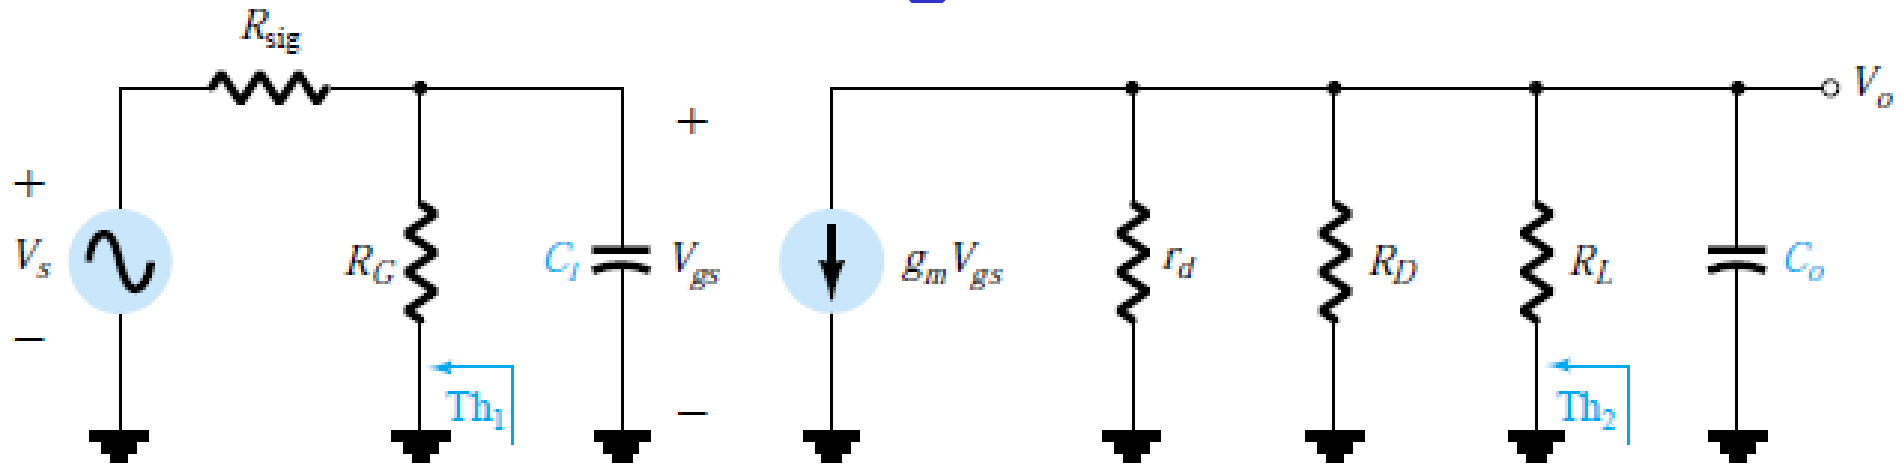 R_sig
+
V_s
−
R_G
C_i
+
V_gs
−
Th_1
g_m V_gs
r_d
R_D
R_L
Th_2
C_o
V_o